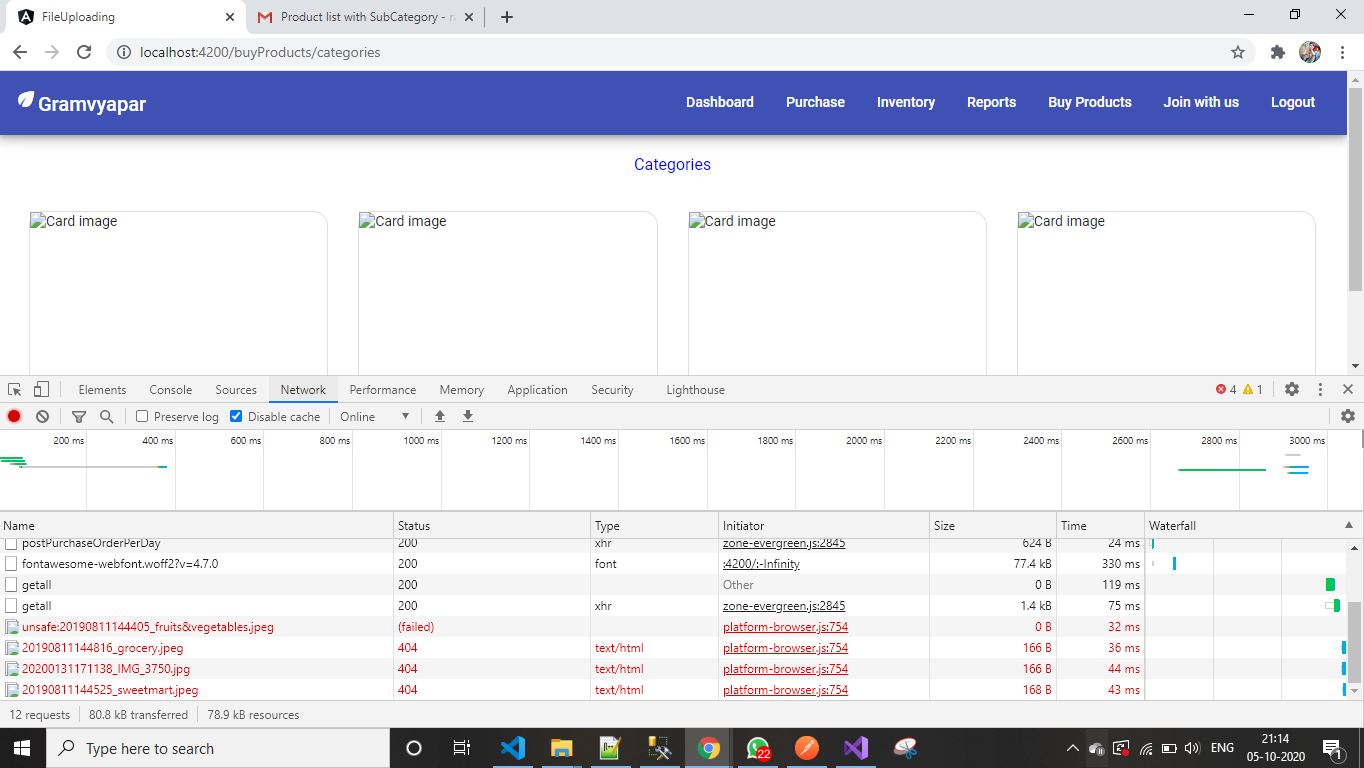 FileUploading
Product list with SubCategory - r
localhost:4200/buyProducts/categories
Gramvyapar Dashboard Purchase Inventory Reports Buy Products Join with us Logout
Categories
Card image Card image Card image Card image
Elements Console Sources Network Performance Memory Application Security Lighthouse 4 1
Preserve log Disable cache Online
200 ms 400 ms 600 ms 800 ms 1000 ms 1200 ms 1400 ms 1600 ms 1800 ms 2000 ms 2200 ms 2400 ms 2600 ms 2800 ms 3000 ms
Name Status Type Initiator Size Time Waterfall
postPurchaseOrderPerDay 200 xhr zone-evergreen.js:2845 624 B 24 ms
fontawesome-webfont.woff2?v=4.7.0 200 font :4200/:-Infinity 77.4 kB 330 ms
getall 200 Other 0 B 119 ms
getall 200 xhr zone-evergreen.js:2845 1.4 kB 75 ms
unsafe:20190811144405_fruits&vegetables.jpeg (failed) platform-browser.js:754 0 B 32 ms
20190811144816_grocery.jpeg 404 text/html platform-browser.js:754 166 B 36 ms
20200131171138_IMG_3750.jpg 404 text/html platform-browser.js:754 166 B 44 ms
20190811144525_sweetmart.jpeg 404 text/html platform-browser.js:754 168 B 43 ms
12 requests 80.8 kB transferred 78.9 kB resources
Type here to search 22 ENG 21:14
05-10-2020 1